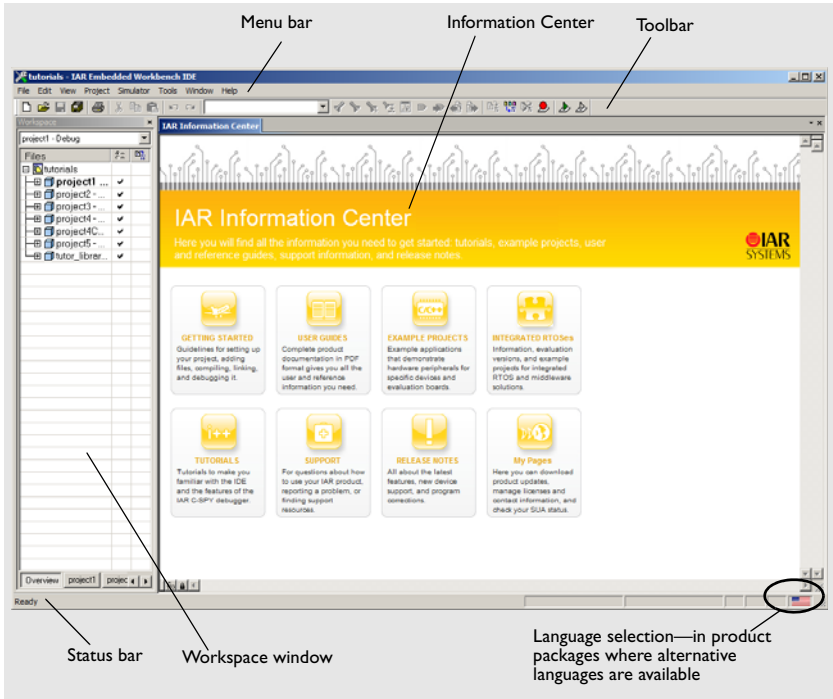 Menu bar
Information Center
Toolbar
tutorials - IAR Embedded Workbench IDE
File Edit View Project Simulator Tools Window Help
Workspace
IAR Information Center
project1 - Debug
Files
tutorials
project1 ...
project2 - ...
project3 - ...
project4 - ...
project4C...
project5 - ...
tutor_librar...
IAR Information Center
Here you will find all the information you need to get started: tutorials, example projects, user
and reference guides, support information, and release notes.
IAR
SYSTEMS
GETTING STARTED
Guidelines for setting up
your project, adding
files, compiling, linking,
and debugging it.
USER GUIDES
Complete product
documentation in PDF
format gives you all the
user and reference
information you need.
C/C++
EXAMPLE PROJECTS
Example applications
that demonstrate
hardware peripherals for
specific devices and
evaluation boards.
INTEGRATED RTOSes
Information, evaluation
versions, and example
projects for integrated
RTOS and middleware
solutions.
i++
TUTORIALS
Tutorials to make you
familiar with the IDE
and the features of the
IAR C-SPY debugger.
SUPPORT
For questions about how
to use your IAR product,
reporting a problem, or
finding support
resources.
RELEASE NOTES
All about the latest
features, new device
support, and program
corrections.
My Pages
Here you can download
product updates,
manage licenses and
contact information, and
check your SUA status.
Overview project1 projec
Ready
Status bar
Workspace window
Language selection—in product
packages where alternative
languages are available